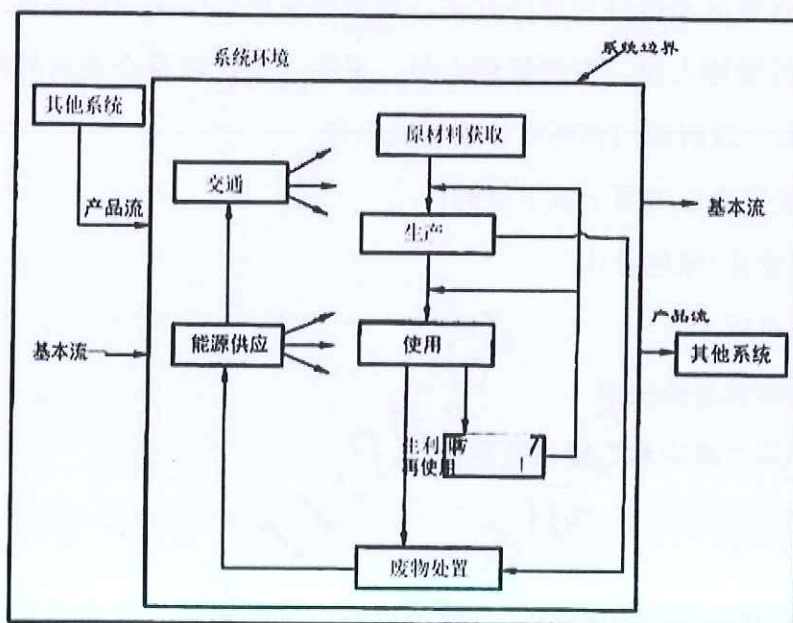 系统环境
系统边界
其他系统
原材料获取
交通
产品流
基本流
生产
产品流
基本流
能源供应
使用
其他系统
再使用
废物处置